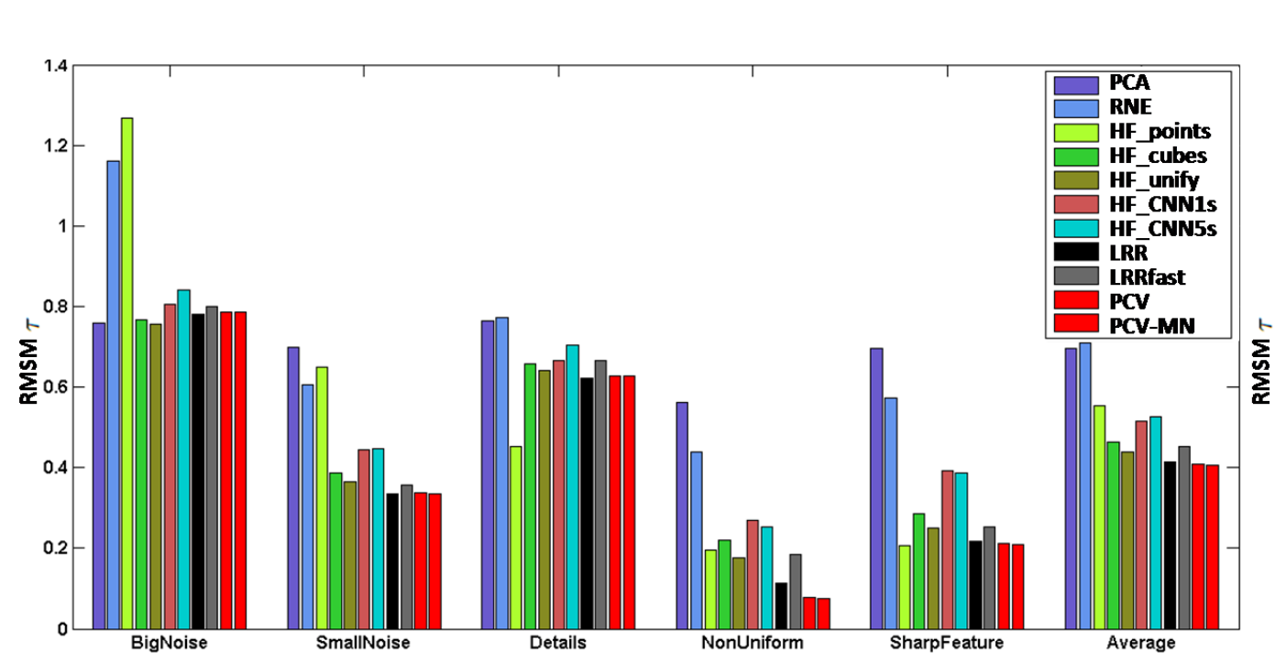 1.4
1.2
1
0.8
0.6
0.4
0.2
0
RMSM τ
PCA
RNE
HF_points
HF_cubes
HF_unify
HF_CNN1s
HF_CNN5s
LRR
LRRfast
PCV
PCV-MN
RMSM τ
BigNoise SmallNoise Details NonUniform SharpFeature Average